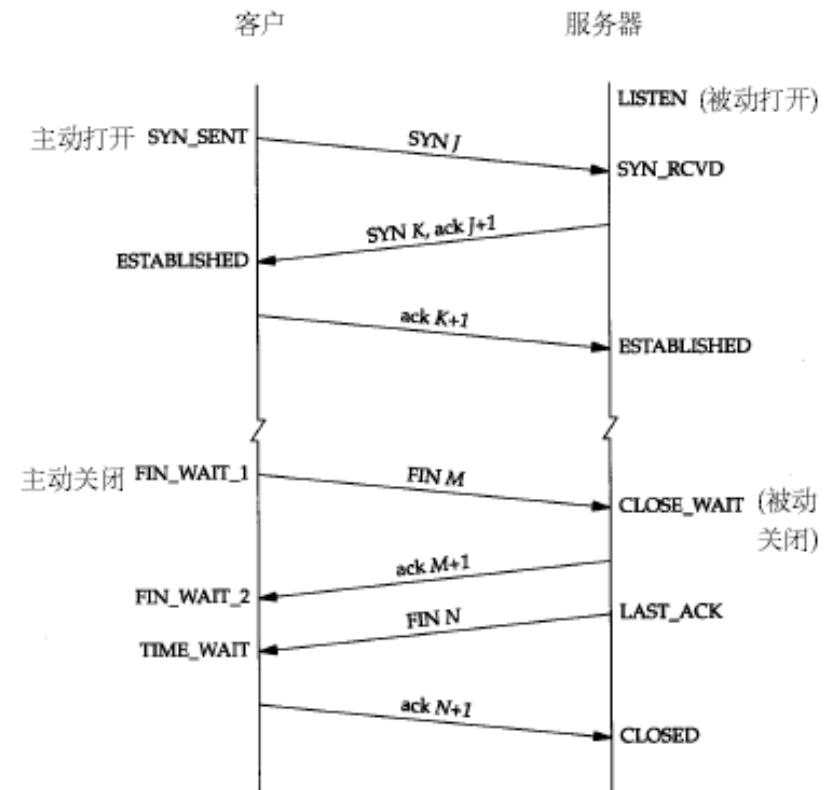 客户
服务器
LISTEN (被动打开)
主动打开 SYN_SENT
SYN J
SYN_RCVD
SYN K, ack J+1
ESTABLISHED
ack K+1
ESTABLISHED
主动关闭 FIN_WAIT_1
FIN M
CLOSE_WAIT (被动
关闭)
ack M+1
FIN_WAIT_2
FIN N
LAST_ACK
TIME_WAIT
ack N+1
CLOSED